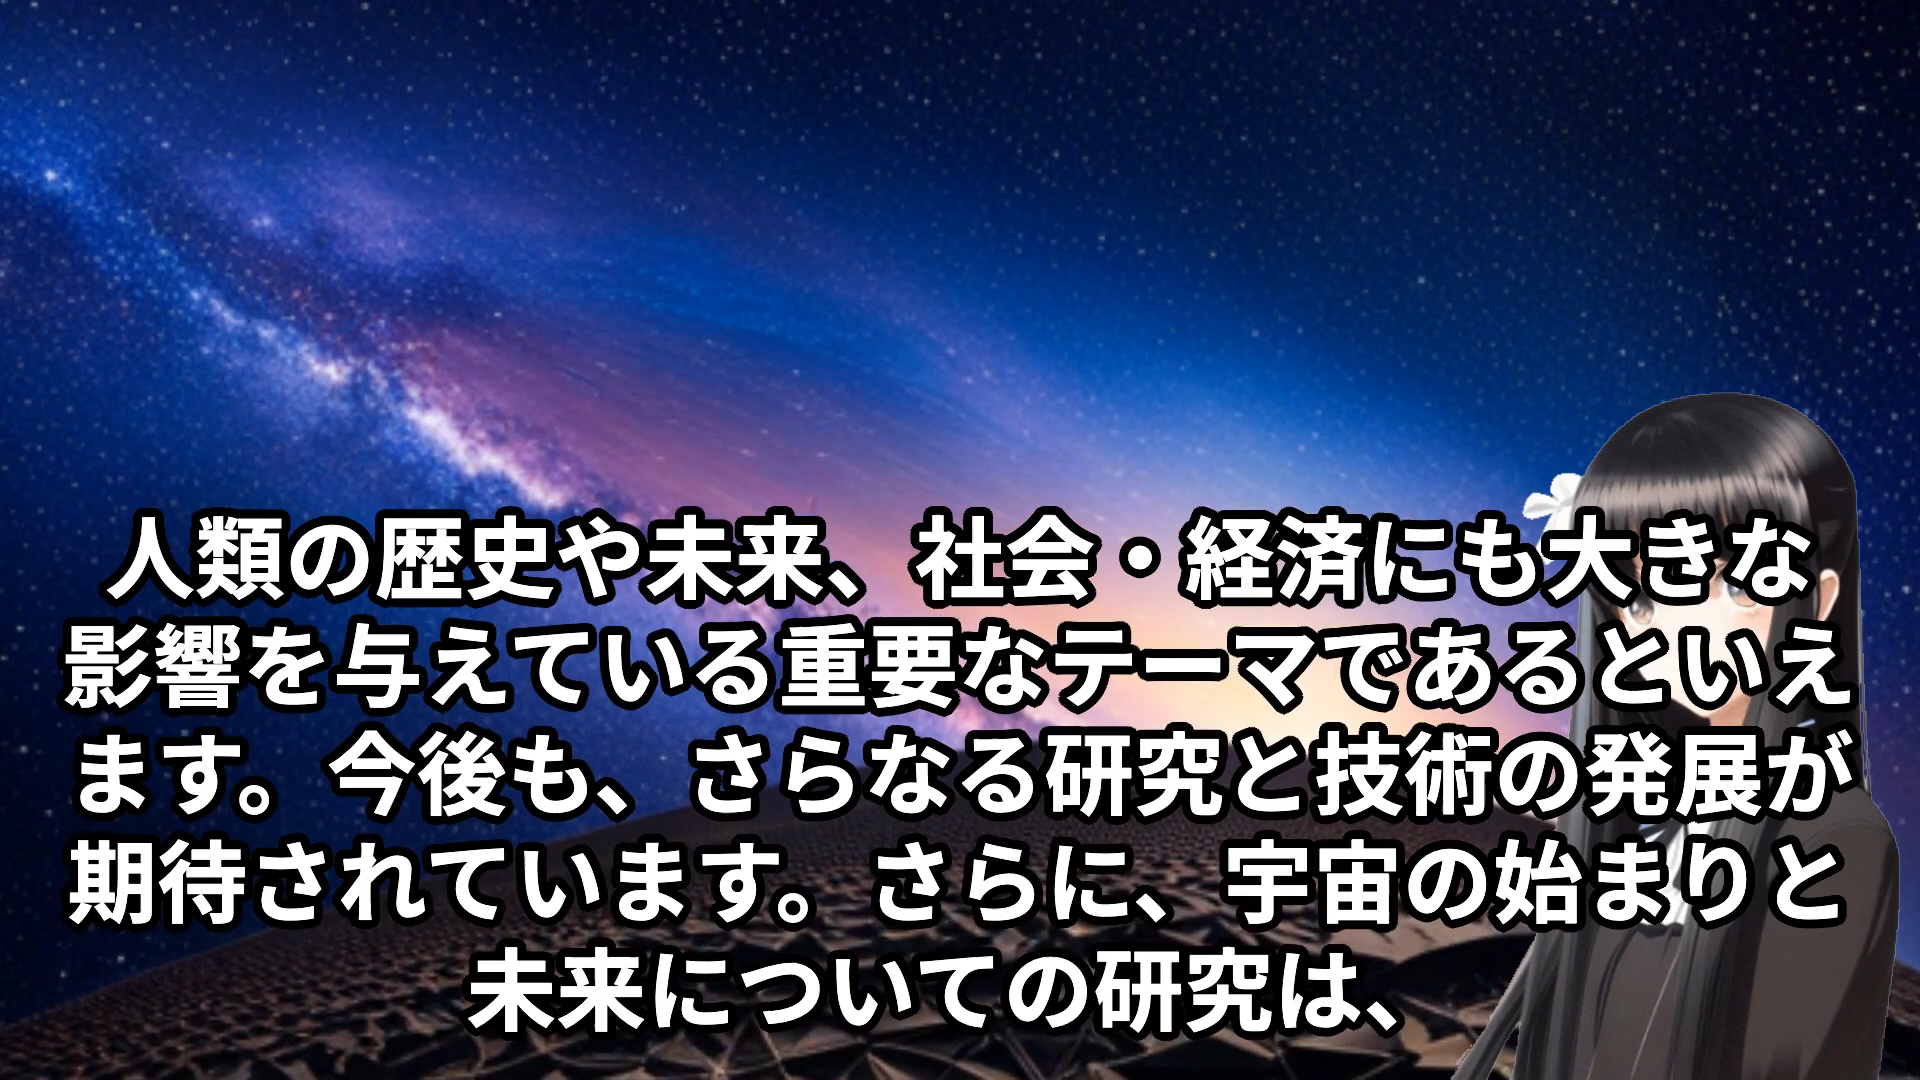 人類の歴史や未来、社会・経済にも大きな
影響を与えている重要なテーマであるといえ
ます。今後も、さらなる研究と技術の発展が
期待されています。さらに、宇宙の始まりと
未来についての研究は、